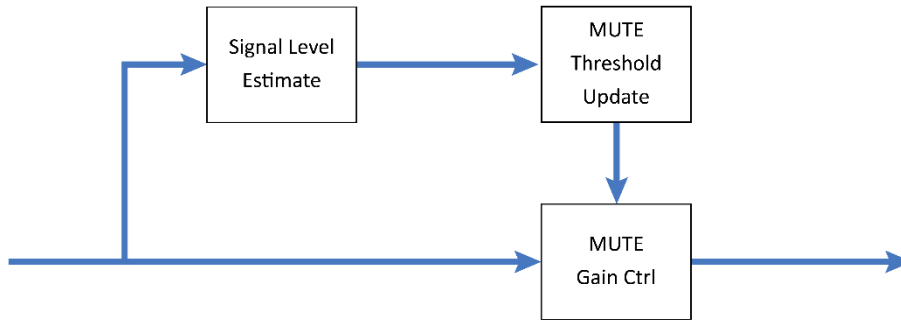 Signal Level
Estimate
MUTE
Threshold
Update
MUTE
Gain Ctrl